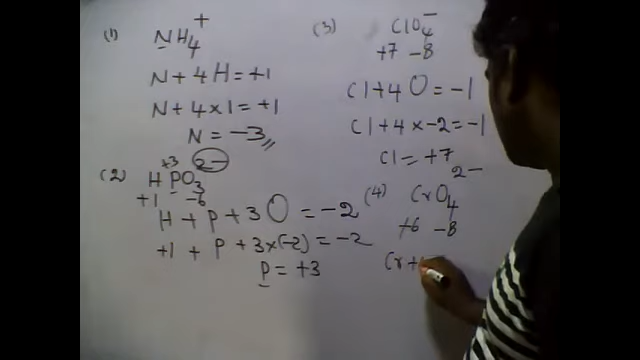 (1) NH4+
N + 4H = +1
N + 4×1 = +1
N = -3
(2) HPO3 2-
+3
+1 -6
H + P + 3O = -2
+1 + P + 3×(-2) = -2
P = +3
(3) ClO4-
+7 -8
Cl + 4O = -1
Cl + 4×-2 = -1
Cl = +7
(4) CrO4 2-
+6 -8
Cr +